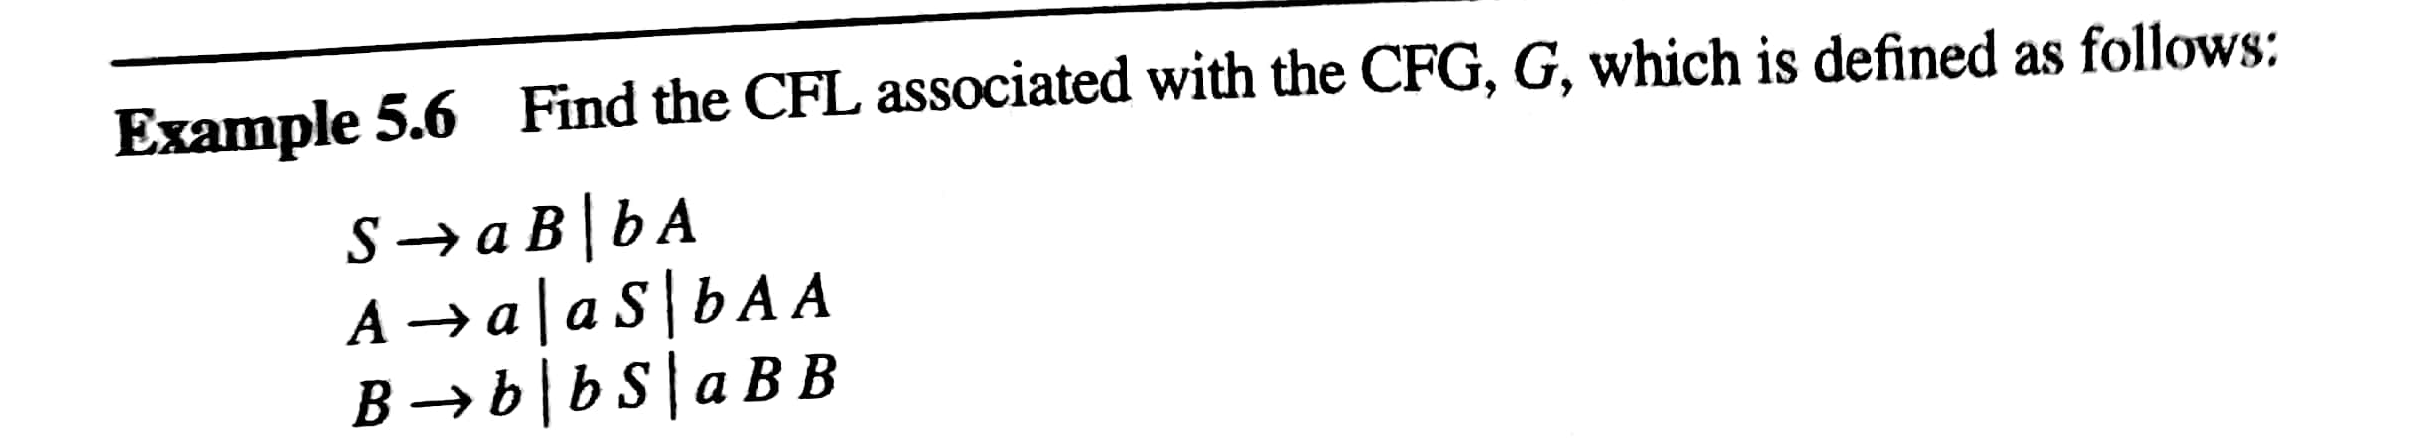 Example 5.6 Find the CFL associated with the CFG, G, which is defined as follows:
S → a B | b A
A → a | a S | b A A
B → b | b S | a B B